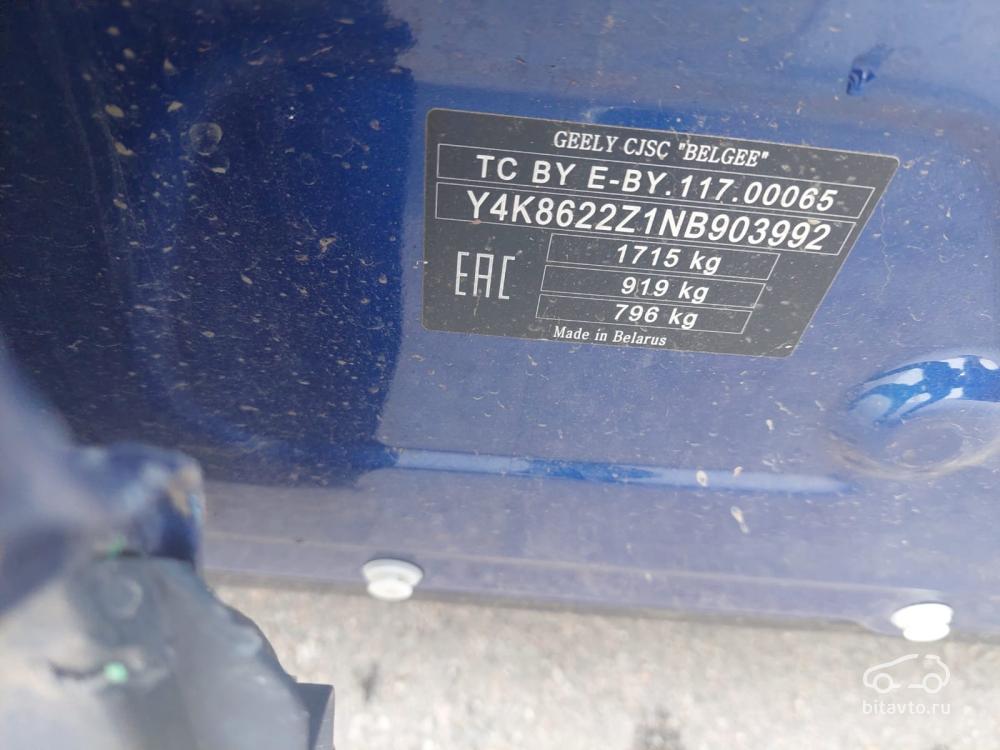 GEELY CJSC "BELGEE"
TC BY E-BY.117.00065
Y4K8622Z1NB903992
1715 kg
EAC
919 kg
796 kg
Made in Belarus
bitavto.ru